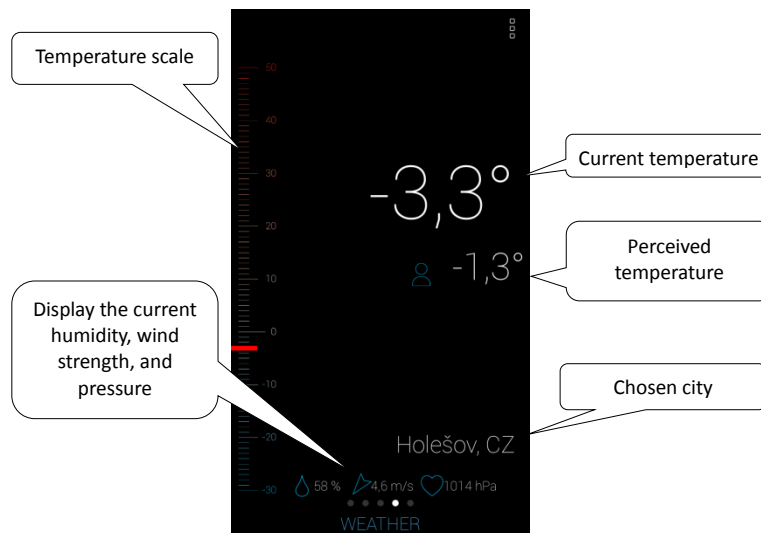 Temperature scale
50
40
30
20
10
0
-10
-20
-30
-3,3°
Current temperature
-1,3°
Perceived
temperature
Display the current
humidity, wind
strength, and
pressure
Chosen city
Holešov, CZ
58 % 4,6 m/s 1014 hPa
WEATHER